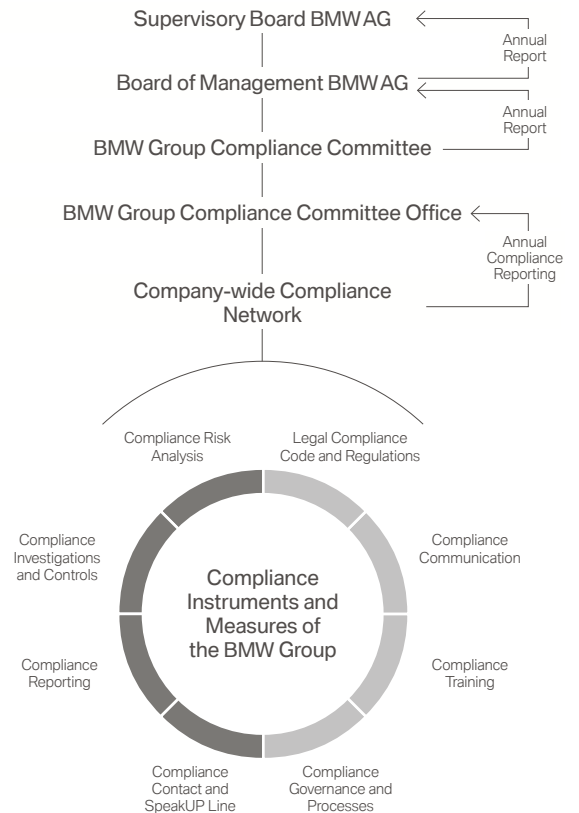 Supervisory Board BMW AG
Annual
Report
Board of Management BMW AG
Annual
Report
BMW Group Compliance Committee
BMW Group Compliance Committee Office
Annual
Compliance
Reporting
Company-wide Compliance
Network
Compliance Risk
Analysis
Legal Compliance
Code and Regulations
Compliance
Investigations
and Controls
Compliance
Communication
Compliance
Instruments and
Measures of
the BMW Group
Compliance
Reporting
Compliance
Training
Compliance
Contact and
SpeakUP Line
Compliance
Governance and
Processes